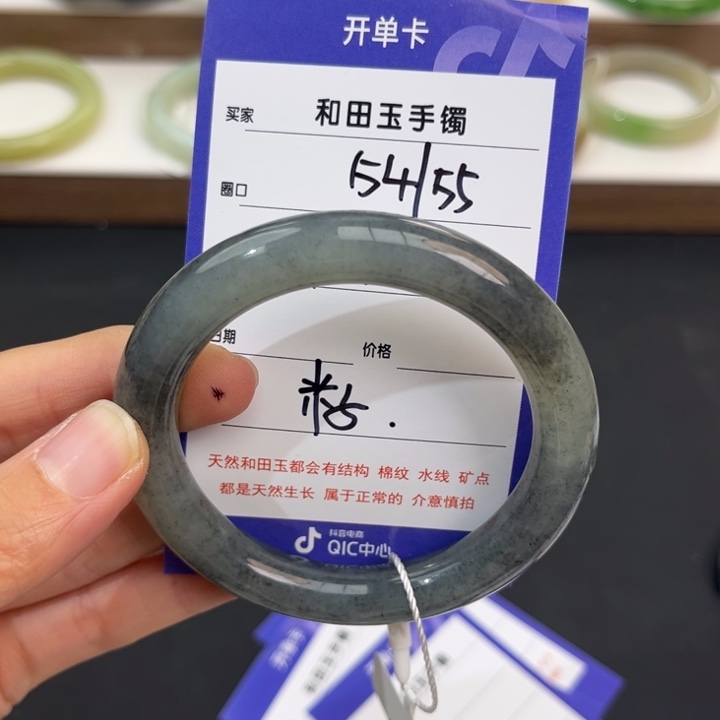 开单卡
买家 和田玉手镯
圈口 54/55
日期 价格
粘.
天然和田玉都会有结构 棉纹 水线 矿点
都是天然生长 属于正常的 介意慎拍
抖音电商
QIC中心
开单卡